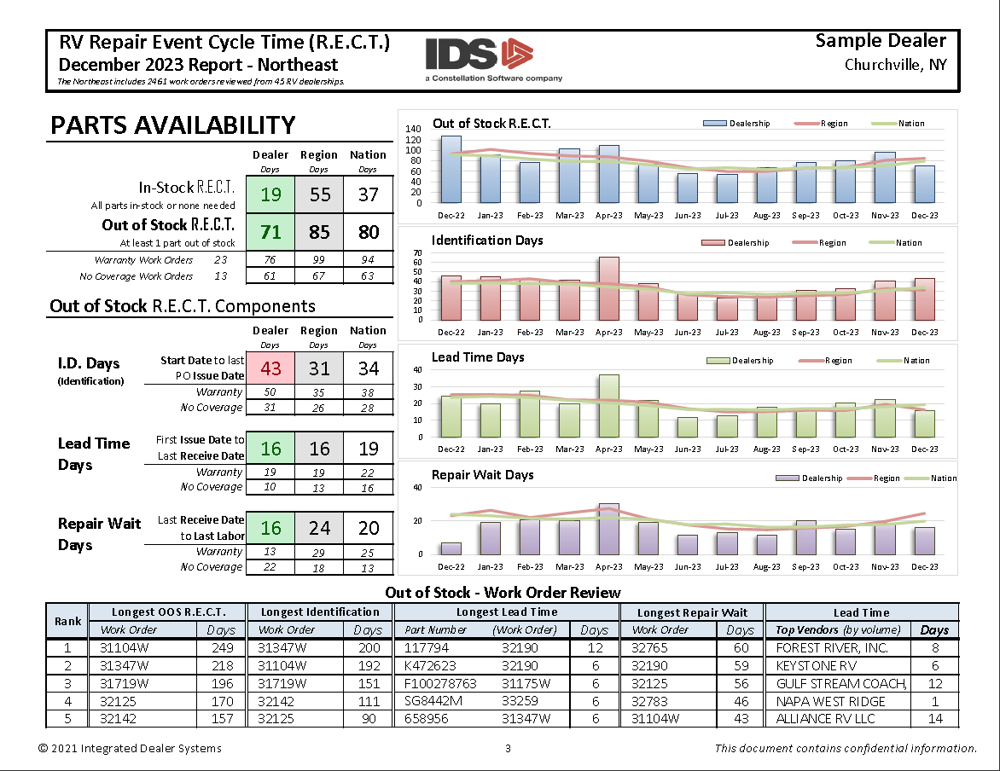 RV Repair Event Cycle Time (R.E.C.T.)
December 2023 Report - Northeast
The Northeast includes 2461 work orders reviewed from 45 RV dealerships.
IDS
a Constellation Software company
Sample Dealer
Churchville, NY
PARTS AVAILABILITY
Dealer Region Nation
Days Days Days
In-Stock R.E.C.T. 19 55 37
All parts in-stock or none needed
Out of Stock R.E.C.T. 71 85 80
At least 1 part out of stock
Warranty Work Orders 23 76 99 94
No Coverage Work Orders 13 61 67 63
Out of Stock R.E.C.T. Components
Dealer Region Nation
Days Days Days
I.D. Days
(Identification)
Start Date to last
PO Issue Date
43 31 34
Warranty 50 35 38
No Coverage 31 26 28
Lead Time
Days
First Issue Date to
Last Receive Date
16 16 19
Warranty 19 19 22
No Coverage 10 13 16
Repair Wait
Days
Last Receive Date
to Last Labor
16 24 20
Warranty 13 29 25
No Coverage 22 18 13
Out of Stock R.E.C.T.
Dealership Region Nation
140
120
100
80
60
40
20
0
Dec-22 Jan-23 Feb-23 Mar-23 Apr-23 May-23 Jun-23 Jul-23 Aug-23 Sep-23 Oct-23 Nov-23 Dec-23
Identification Days
Dealership Region Nation
70
60
50
40
30
20
10
0
Dec-22 Jan-23 Feb-23 Mar-23 Apr-23 May-23 Jun-23 Jul-23 Aug-23 Sep-23 Oct-23 Nov-23 Dec-23
Lead Time Days
Dealership Region Nation
40
30
20
10
0
Dec-22 Jan-23 Feb-23 Mar-23 Apr-23 May-23 Jun-23 Jul-23 Aug-23 Sep-23 Oct-23 Nov-23 Dec-23
Repair Wait Days
Dealership Region Nation
40
20
0
Dec-22 Jan-23 Feb-23 Mar-23 Apr-23 May-23 Jun-23 Jul-23 Aug-23 Sep-23 Oct-23 Nov-23 Dec-23
Out of Stock - Work Order Review
Rank Longest OOS R.E.C.T. Longest Identification Longest Lead Time Longest Repair Wait Lead Time
Work Order Days Work Order Days Part Number (Work Order) Days Work Order Days Top Vendors (by volume) Days
1 31104W 249 31347W 200 117794 32190 12 32765 60 FOREST RIVER, INC. 8
2 31347W 218 31104W 192 K472623 32190 6 32190 59 KEYSTONE RV 6
3 31719W 196 31719W 151 F100278763 31175W 6 32125 56 GULF STREAM COACH, 12
4 32125 170 32142 111 SG8442M 33259 6 32783 46 NAPA WEST RIDGE 1
5 32142 157 32125 90 658956 31347W 6 31104W 43 ALLIANCE RV LLC 14
© 2021 Integrated Dealer Systems
3
This document contains confidential information.